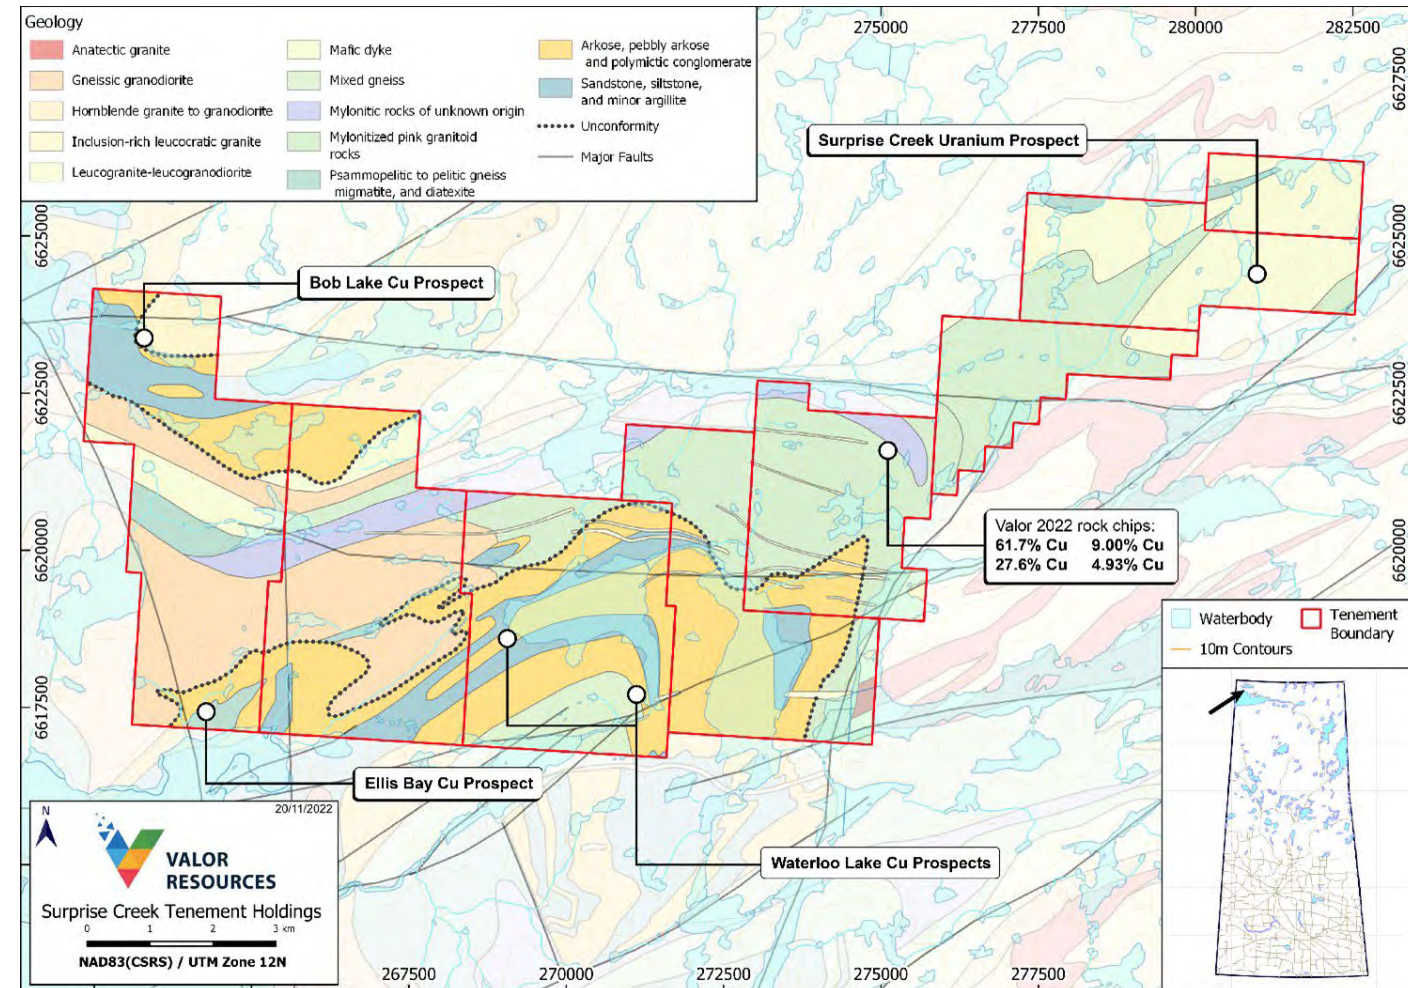 Geology
Anatectic granite
Gneissic granodiorite
Hornblende granite to granodiorite
Inclusion-rich leucocratic granite
Leucogranite-leucogranodiorite
Mafic dyke
Mixed gneiss
Mylonitic rocks of unknown origin
Mylonitized pink granitoid
rocks
Psammopelitic to pelitic gneiss
migmatite, and diatexite
Arkose, pebbly arkose
and polymictic conglomerate
Sandstone, siltstone,
and minor argillite
Unconformity
Major Faults
275000
277500
280000
282500
6627500
6625000
6622500
6620000
6625000
6622500
6620000
6617500
Surprise Creek Uranium Prospect
Bob Lake Cu Prospect
Valor 2022 rock chips:
61.7% Cu 9.00% Cu
27.6% Cu 4.93% Cu
Ellis Bay Cu Prospect
Waterloo Lake Cu Prospects
Waterbody
Tenement
Boundary
10m Contours
N
20/11/2022
VALOR
RESOURCES
Surprise Creek Tenement Holdings
0 1 2 3 km
NAD83(CSRS) / UTM Zone 12N
267500
270000
272500
275000
277500